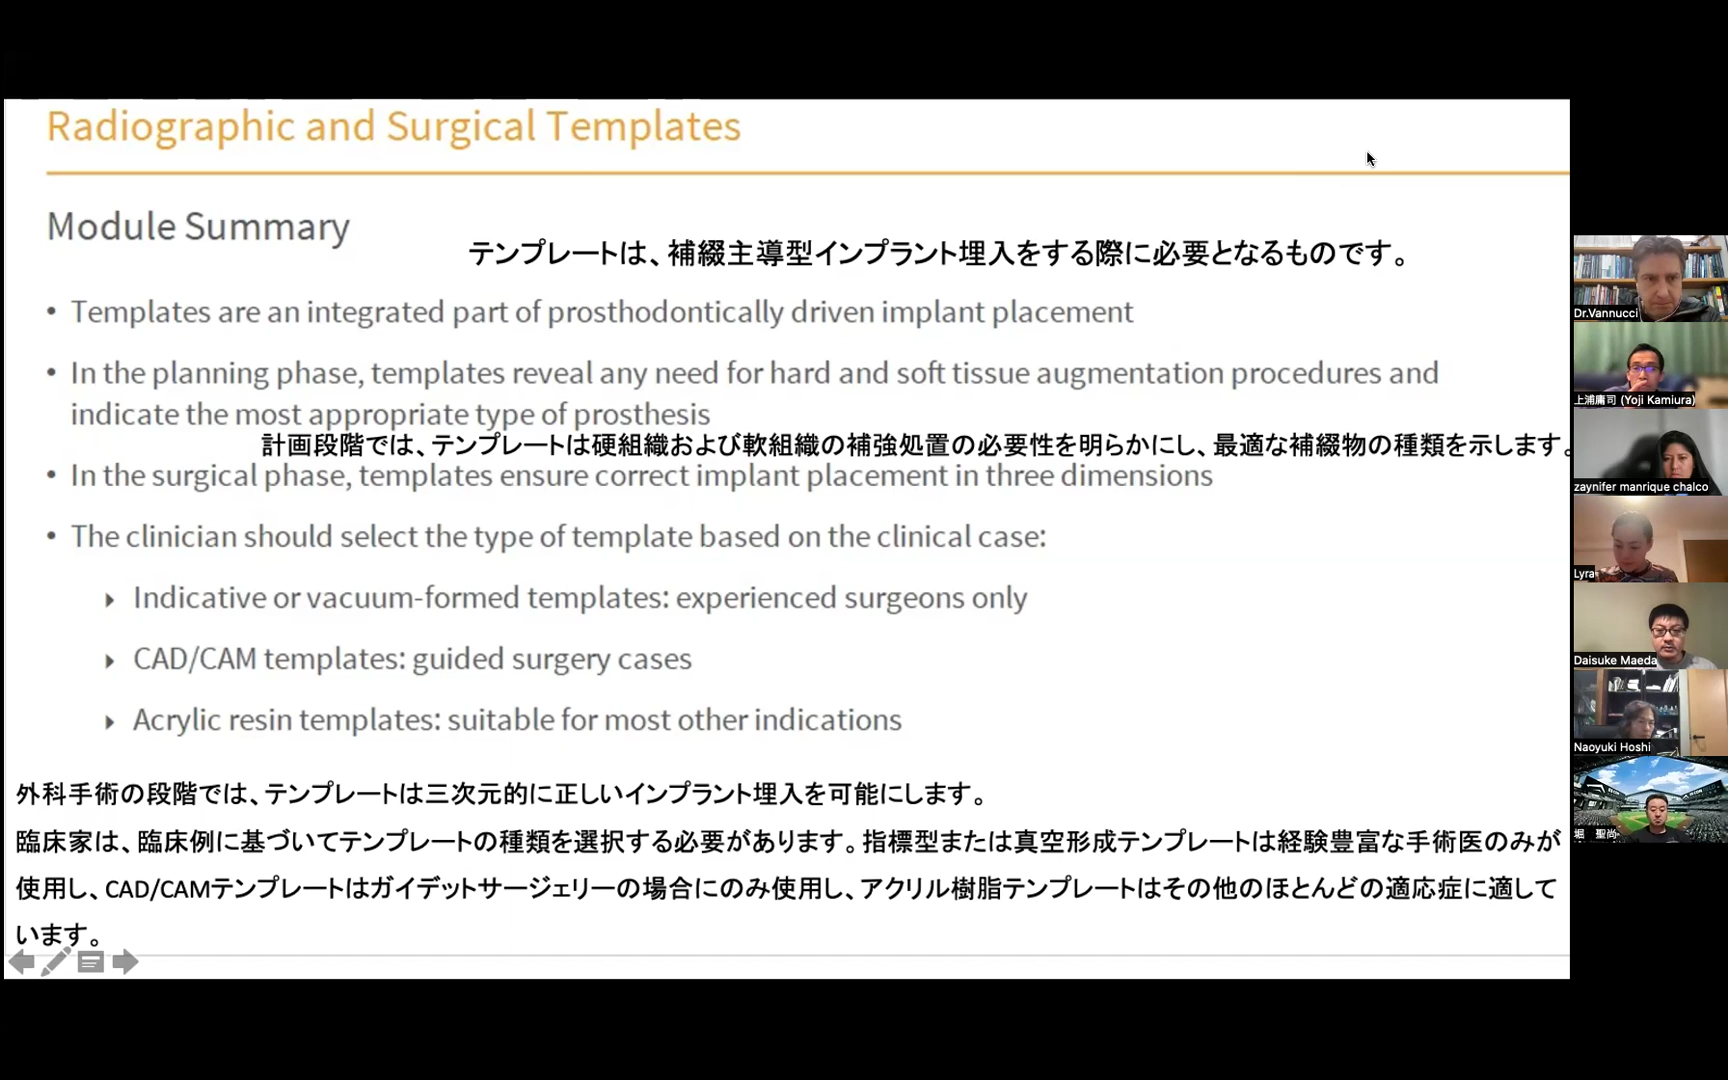 Radiographic and Surgical Templates
Module Summary
テンプレートは、補綴主導型インプラント埋入をする際に必要となるものです。
• Templates are an integrated part of prosthodontically driven implant placement
• In the planning phase, templates reveal any need for hard and soft tissue augmentation procedures and
indicate the most appropriate type of prosthesis
計画段階では、テンプレートは硬組織および軟組織の補強処置の必要性を明らかにし、最適な補綴物の種類を示します。
• In the surgical phase, templates ensure correct implant placement in three dimensions
• The clinician should select the type of template based on the clinical case:
Indicative or vacuum-formed templates: experienced surgeons only
CAD/CAM templates: guided surgery cases
Acrylic resin templates: suitable for most other indications
外科手術の段階では、テンプレートは三次元的に正しいインプラント埋入を可能にします。
臨床家は、臨床例に基づいてテンプレートの種類を選択する必要があります。指標型または真空形成テンプレートは経験豊富な手術医のみが
使用し、CAD/CAMテンプレートはガイデットサージェリーの場合にのみ使用し、アクリル樹脂テンプレートはその他のほとんどの適応症に適して
います。
Dr.Vannucci
上浦庸司 (Yoji Kamiura)
zaynifer manrique chalco
Lyra
Daisuke Maeda
Naoyuki Hoshi
堀 聖尚